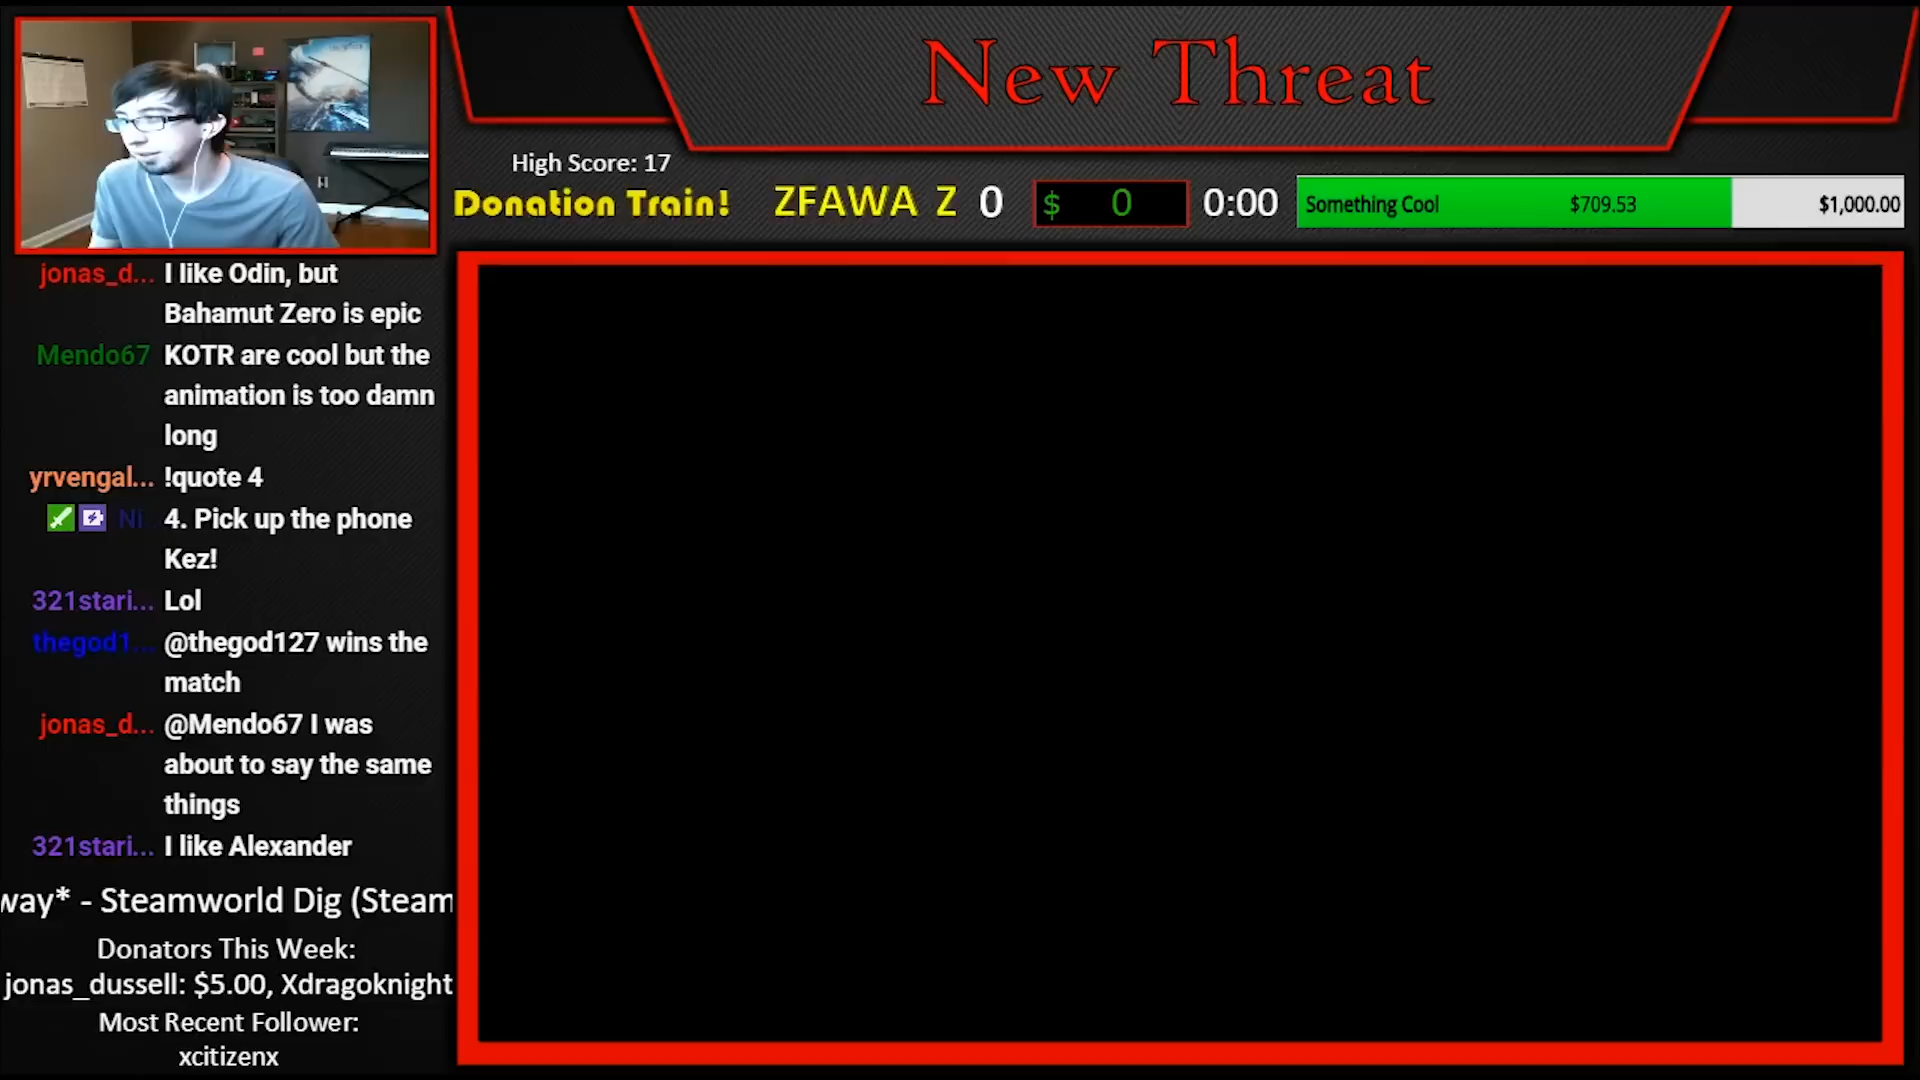 New Threat
High Score: 17
Donation Train! ZFAWA Z 0 $ 0 0:00 Something Cool $709.53 $1,000.00
jonas_d... I like Odin, but
Bahamut Zero is epic
Mendo67 KOTR are cool but the
animation is too damn
long
yrvengal... !quote 4
Ni... 4. Pick up the phone
Kez!
321stari... Lol
thegod1... @thegod127 wins the
match
jonas_d... @Mendo67 I was
about to say the same
things
321stari... I like Alexander
way* - Steamworld Dig (Steam
Donators This Week:
jonas_dussell: $5.00, Xdragoknight
Most Recent Follower:
xcitizenx